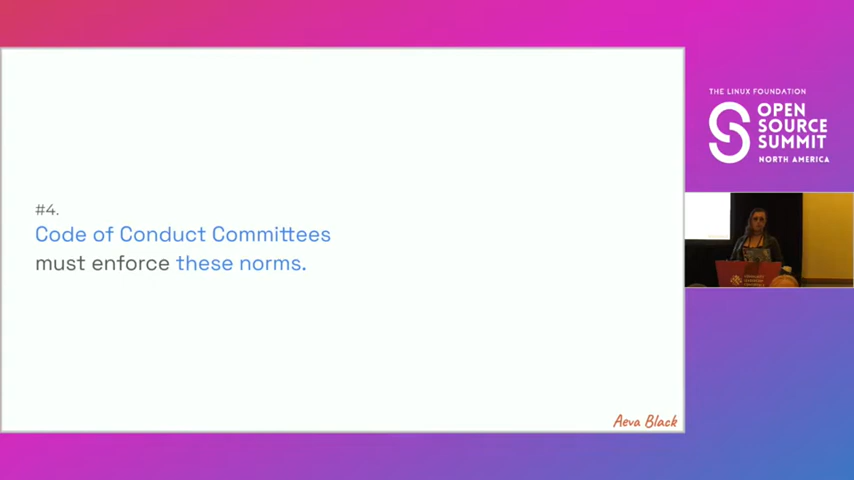 #4.
Code of Conduct Committees
must enforce these norms.
Aeva Black
THE LINUX FOUNDATION
OPEN
SOURCE
SUMMIT
NORTH AMERICA